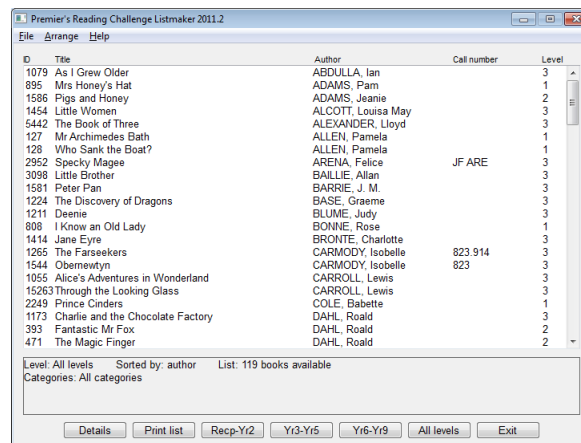 Premier's Reading Challenge Listmaker 2011.2
File Arrange Help
ID Title Author Call number Level
1079 As I Grew Older ABDULLA, Ian 3
895 Mrs Honey's Hat ADAMS, Pam 1
1586 Pigs and Honey ADAMS, Jeanie 2
1454 Little Women ALCOTT, Louisa May 3
5442 The Book of Three ALEXANDER, Lloyd 3
127 Mr Archimedes Bath ALLEN, Pamela 1
128 Who Sank the Boat? ALLEN, Pamela 1
2952 Specky Magee ARENA, Felice JF ARE 3
3098 Little Brother BAILLIE, Allan 3
1581 Peter Pan BARRIE, J. M. 3
1224 The Discovery of Dragons BASE, Graeme 3
1211 Deenie BLUME, Judy 3
808 I Know an Old Lady BONNE, Rose 1
1414 Jane Eyre BRONTE, Charlotte 3
1265 The Farseekers CARMODY, Isobelle 823.914 3
1544 Obernewtyn CARMODY, Isobelle 823 3
1055 Alice's Adventures in Wonderland CARROLL, Lewis 3
15263 Through the Looking Glass CARROLL, Lewis 3
2249 Prince Cinders COLE, Babette 1
1173 Charlie and the Chocolate Factory DAHL, Roald 3
393 Fantastic Mr Fox DAHL, Roald 2
471 The Magic Finger DAHL, Roald 2
Level: All levels Sorted by: author List: 119 books available
Categories: All categories
Details Print list Recp-Yr2 Yr3-Yr5 Yr6-Yr9 All levels Exit